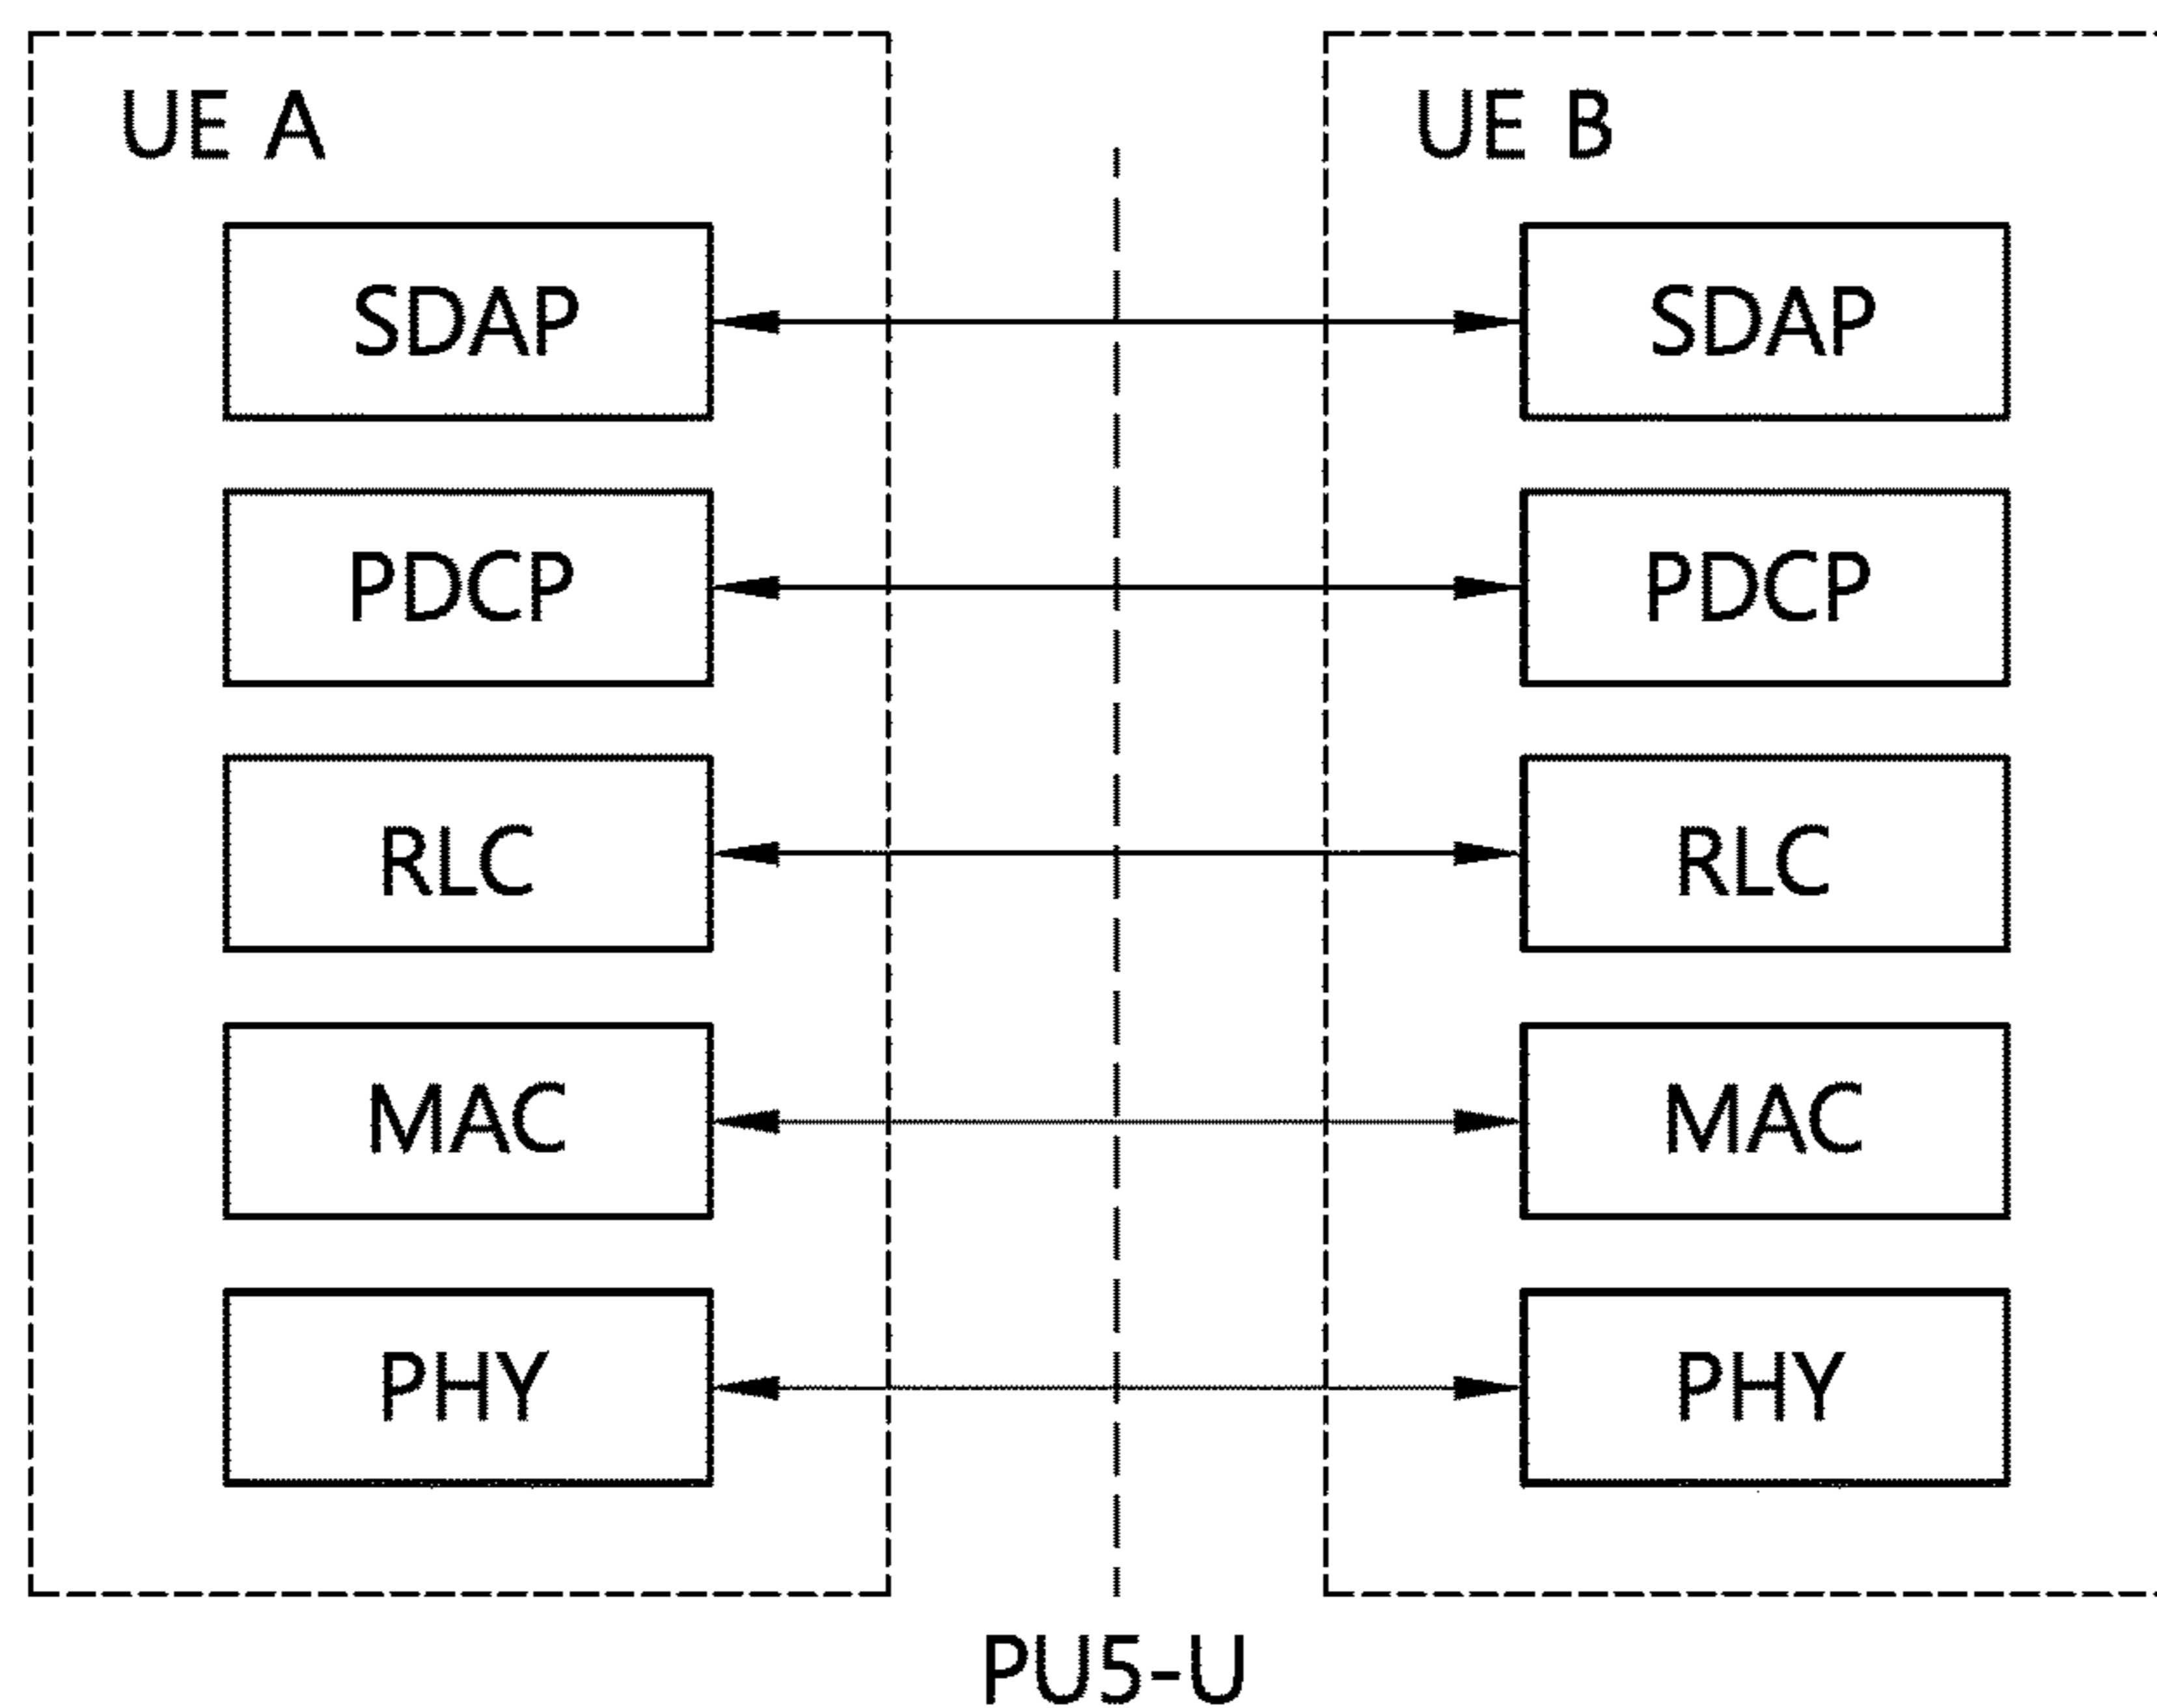 UE A
UE B
SDAP
SDAP
PDCP
PDCP
RLC
RLC
MAC
MAC
PHY
PHY
PU5-U